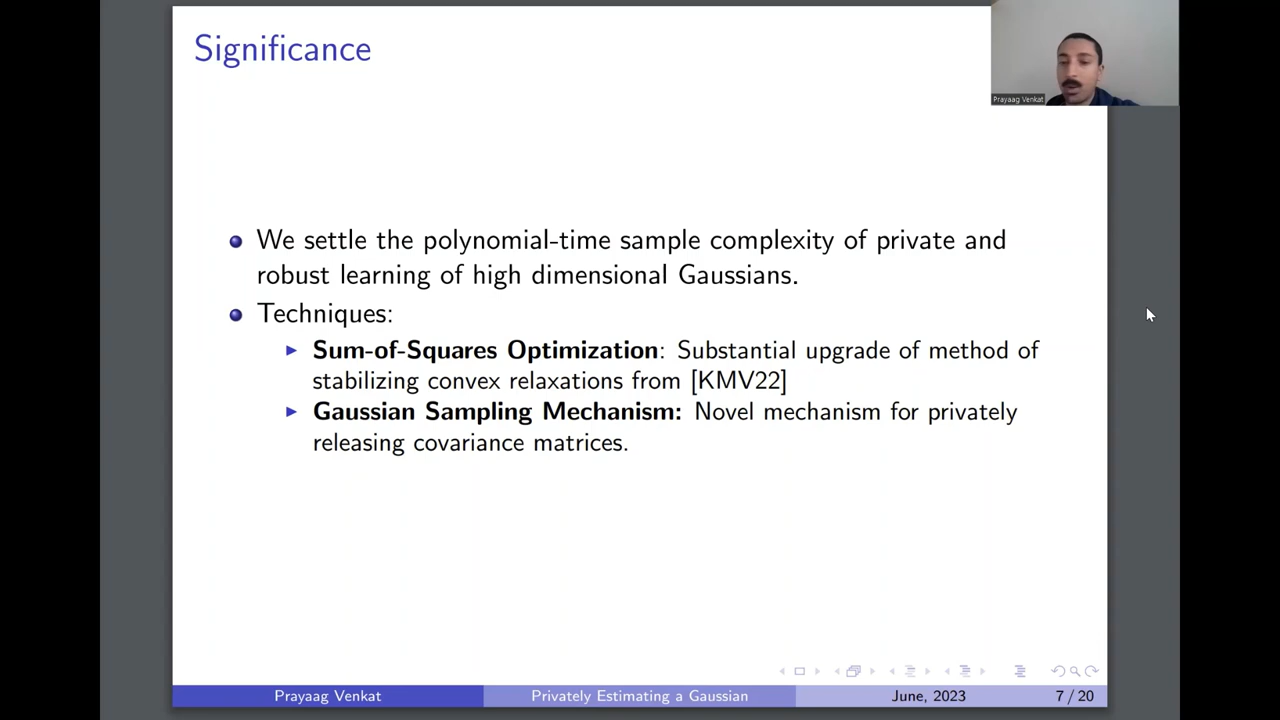 Significance
Prayaag Venkat
We settle the polynomial-time sample complexity of private and
robust learning of high dimensional Gaussians.
Techniques:
Sum-of-Squares Optimization: Substantial upgrade of method of
stabilizing convex relaxations from [KMV22]
Gaussian Sampling Mechanism: Novel mechanism for privately
releasing covariance matrices.
Prayaag Venkat
Privately Estimating a Gaussian
June, 2023
7 / 20